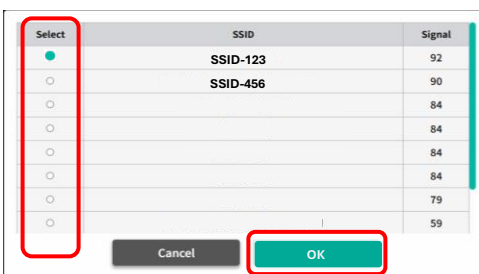 Select SSID Signal
SSID-123 92
SSID-456 90
84
84
84
84
79
59
Cancel OK